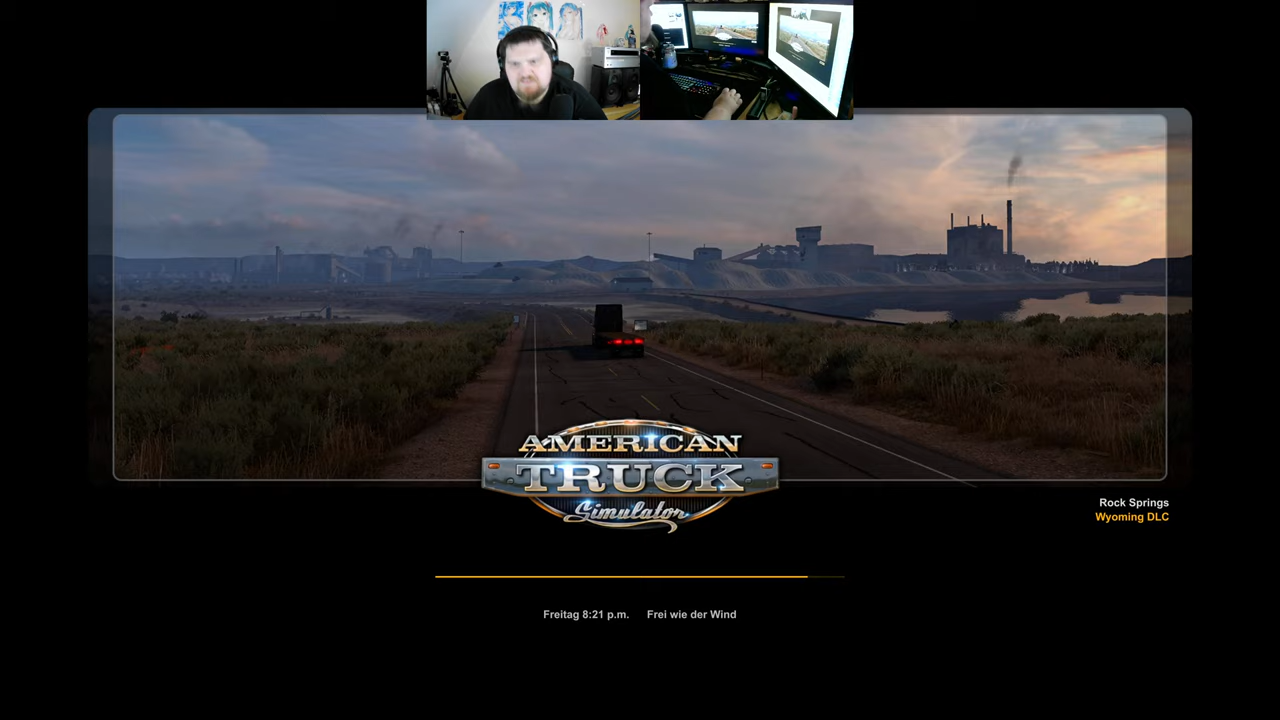 AMERICAN
TRUCK
Simulator
Rock Springs
Wyoming DLC
Freitag 8:21 p.m. Frei wie der Wind